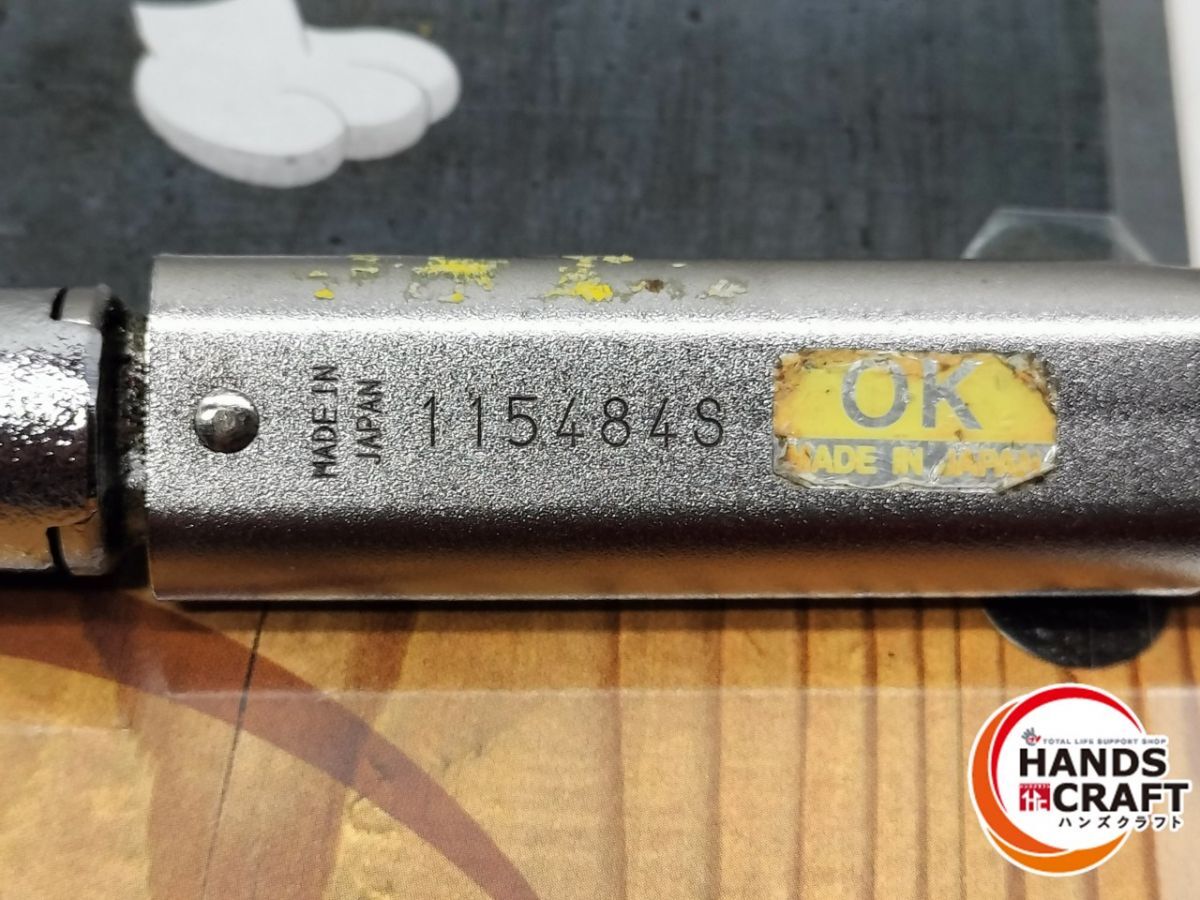 MADE IN
JAPAN
115484S
OK
MADE IN JAPAN
TOTAL LIFE SUPPORT SHOP
HANDS
CRAFT
ハンズクラフト